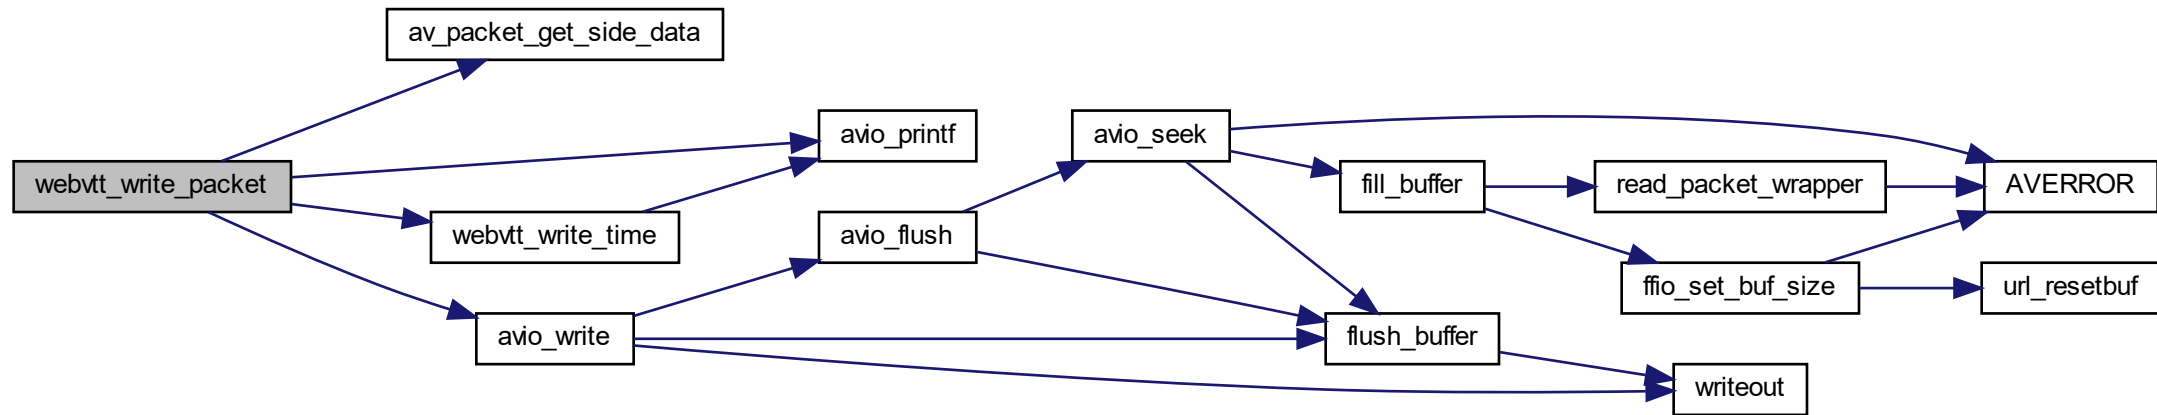 av_packet_get_side_data
avio_printf
avio_seek
webvtt_write_packet
fill_buffer
read_packet_wrapper
AVERROR
webvtt_write_time
avio_flush
ffio_set_buf_size
url_resetbuf
avio_write
flush_buffer
writeout